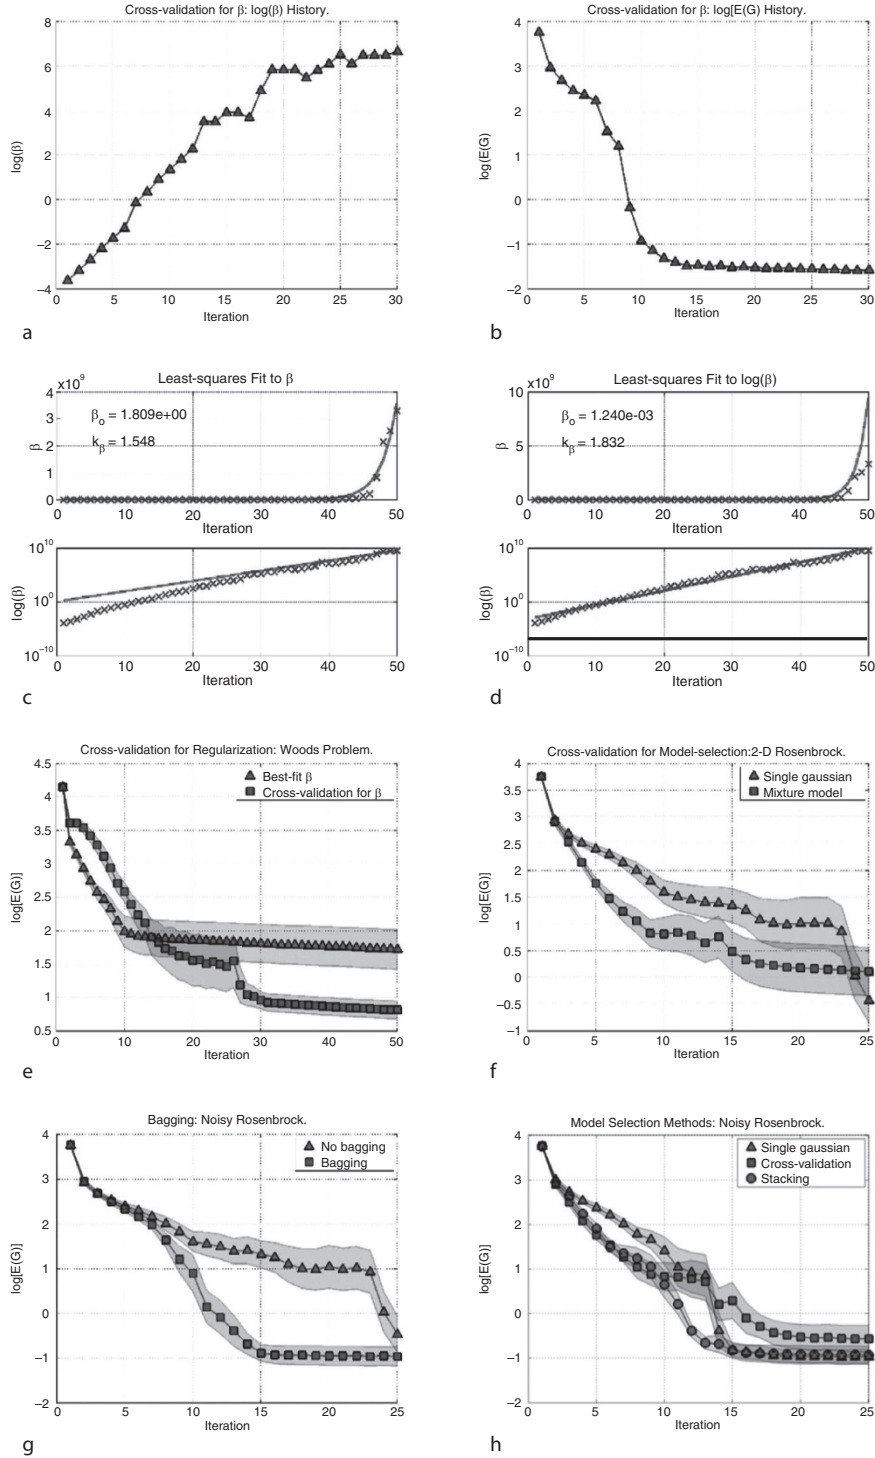 Cross-validation for β: log(β) History.
8
6
4
2
0
−2
−4
log(β)
5
10
15
20
25
30
Iteration
a
Cross-validation for β: log[E(G) History.
4
3
2
1
0
−1
−2
log(E(G)
0
5
10
15
20
25
30
Iteration
b
Least-squares Fit to β
x10⁹
4
3
2
1
0
β
βo = 1.809e+00
kβ = 1.548
0
10
20
30
40
50
Iteration
10¹⁰
10⁰
10⁻¹⁰
log(β)
0
10
20
30
40
50
Iteration
c
Least-squares Fit to log(β)
x10⁹
10
5
0
β
βo = 1.240e-03
kβ = 1.832
0
10
20
30
40
50
Iteration
10¹⁰
10⁰
10⁻¹⁰
log(β)
0
10
20
30
40
50
Iteration
d
Cross-validation for Regularization: Woods Problem.
4.5
4
3.5
3
2.5
2
1.5
1
0.5
log[E(G)]
Best-fit β
Cross-validation for β
0
10
20
30
40
50
Iteration
e
Cross-validation for Model-selection:2-D Rosenbrock.
4
3.5
3
2.5
2
1.5
1
0.5
0
−0.5
−1
log[E(G)]
Single gaussian
Mixture model
0
5
10
15
20
25
Iteration
f
Bagging: Noisy Rosenbrock.
4
3
2
1
0
−1
−2
log[E(G)]
No bagging
Bagging
0
5
10
15
20
25
Iteration
g
Model Selection Methods: Noisy Rosenbrock.
4
3
2
1
0
−1
−2
log[E(G)]
Single gaussian
Cross-validation
Stacking
0
5
10
15
20
25
Iteration
h